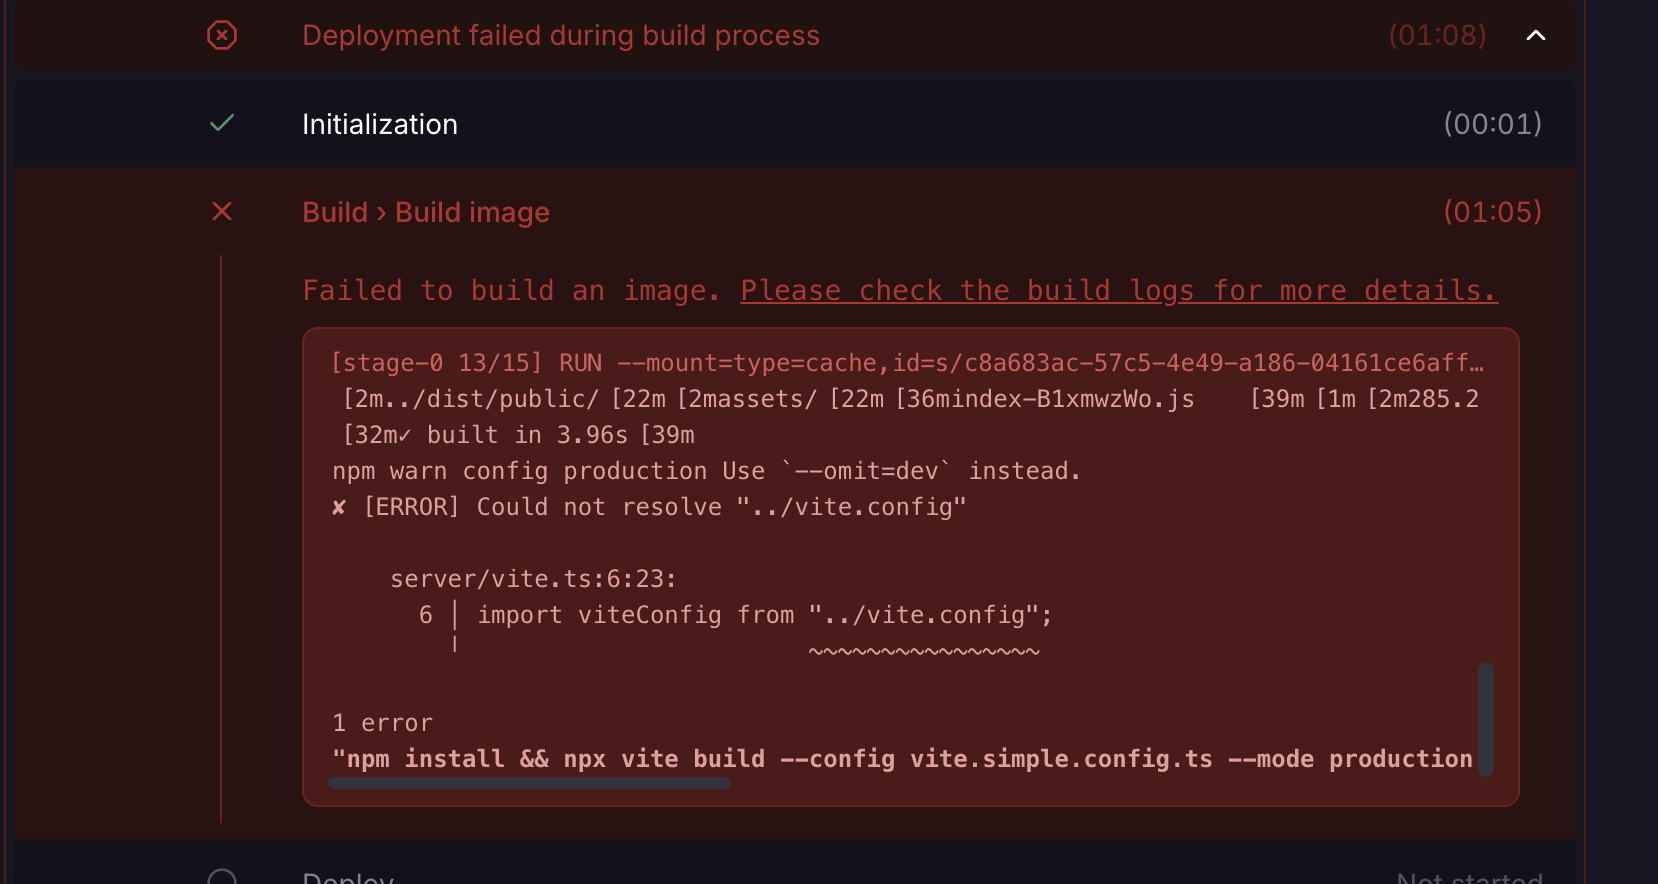 Deployment failed during build process (01:08)
Initialization (00:01)
Build › Build image (01:05)
Failed to build an image. Please check the build logs for more details.
[stage-0 13/15] RUN --mount=type=cache,id=s/c8a683ac-57c5-4e49-a186-04161ce6aff…
[2m../dist/public/ [22m [2massets/ [22m [36mindex-B1xmwzWo.js    [39m [1m [2m285.2
[32m✓ built in 3.96s [39m
npm warn config production Use `--omit=dev` instead.
✘ [ERROR] Could not resolve "../vite.config"
server/vite.ts:6:23:
6 │ import viteConfig from "../vite.config";
╵ ~~~~~~~~~~~~~~~~
1 error
"npm install && npx vite build --config vite.simple.config.ts --mode production
Deploy Not started